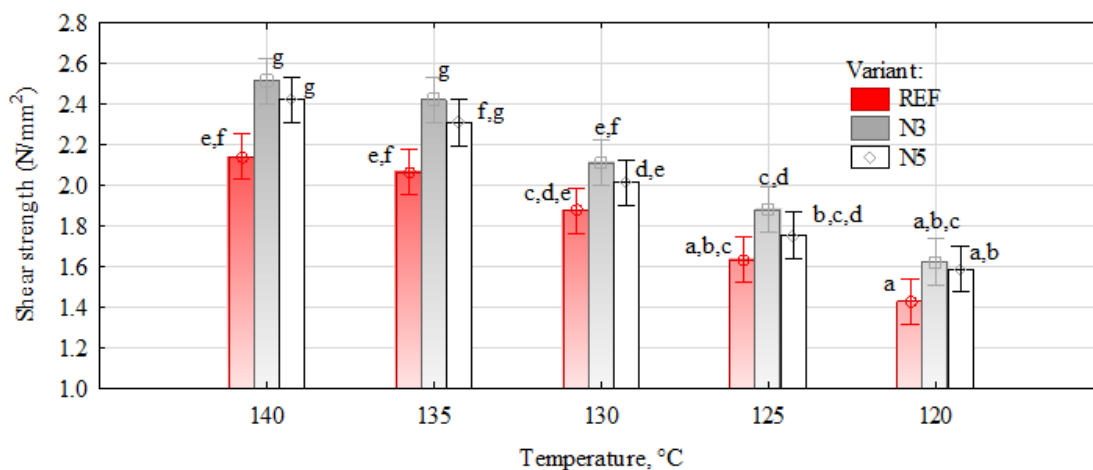 Shear strength (N/mm²)
2.8
2.6
2.4
2.2
2.0
1.8
1.6
1.4
1.2
1.0
e,f g g
e,f g f,g
c,d,e e,f d,e
a,b,c c,d b,c,d
a a,b,c a,b
Variant:
REF
N3
N5
140 135 130 125 120
Temperature, °C